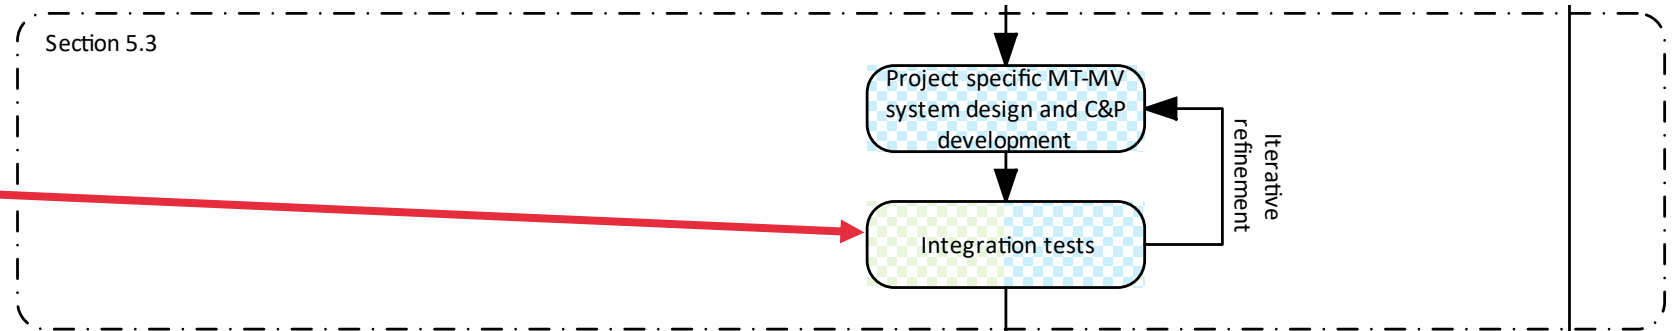 Section 5.3
Project specific MT-MV
system design and C&P
development
Iterative
refinement
Integration tests